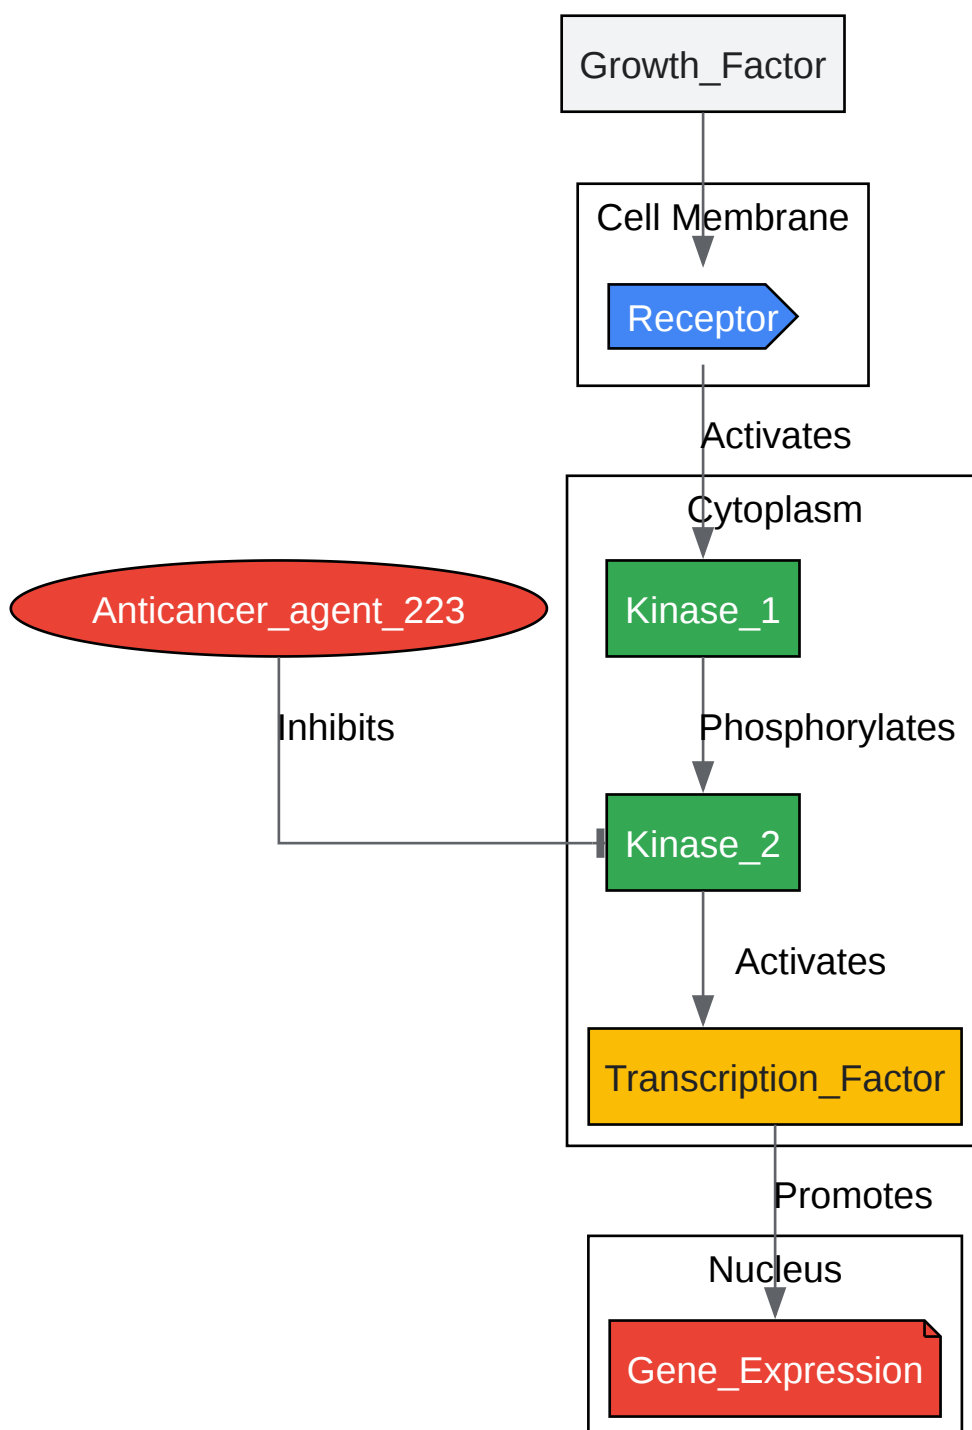 Growth_Factor
Cell Membrane
Receptor
Activates
Cytoplasm
Anticancer_agent_223
Kinase_1
Inhibits
Phosphorylates
Kinase_2
Activates
Transcription_Factor
Promotes
Nucleus
Gene_Expression